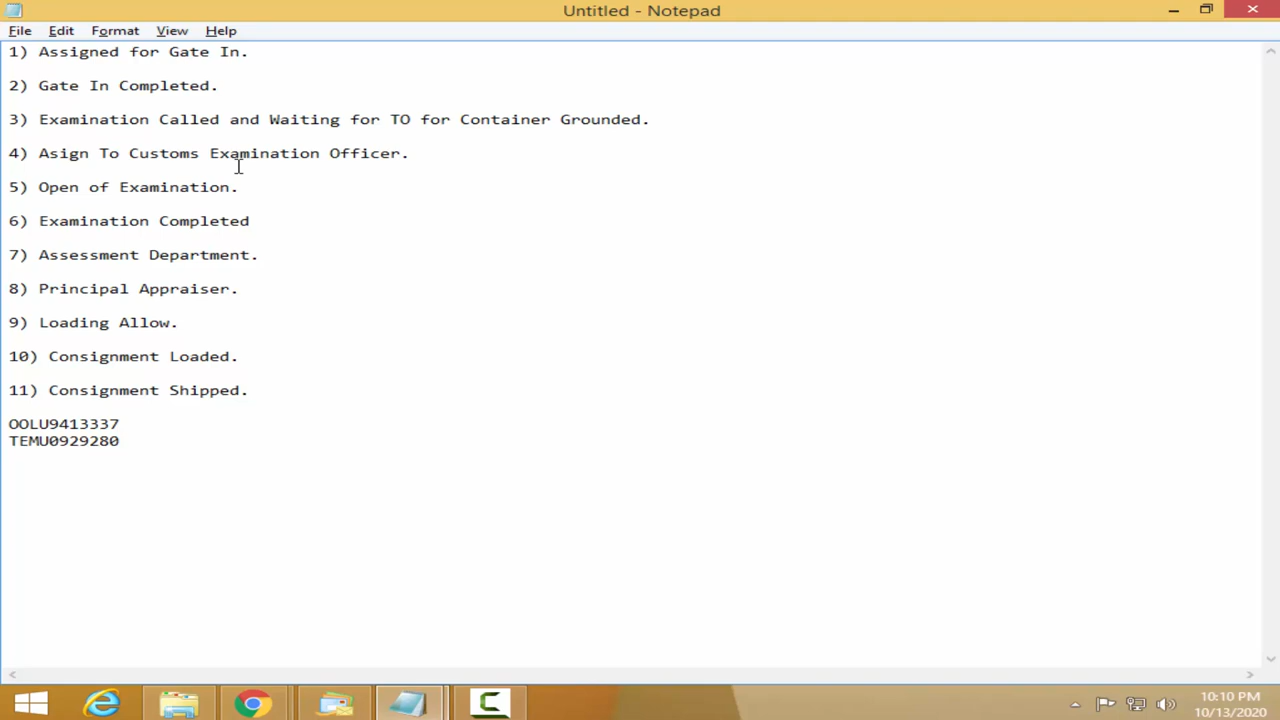 Untitled - Notepad
File Edit Format View Help
1) Assigned for Gate In.
2) Gate In Completed.
3) Examination Called and Waiting for TO for Container Grounded.
4) Asign To Customs Examination Officer.
5) Open of Examination.
6) Examination Completed
7) Assessment Department.
8) Principal Appraiser.
9) Loading Allow.
10) Consignment Loaded.
11) Consignment Shipped.
OOLU9413337
TEMU0929280
10:10 PM
10/13/2020